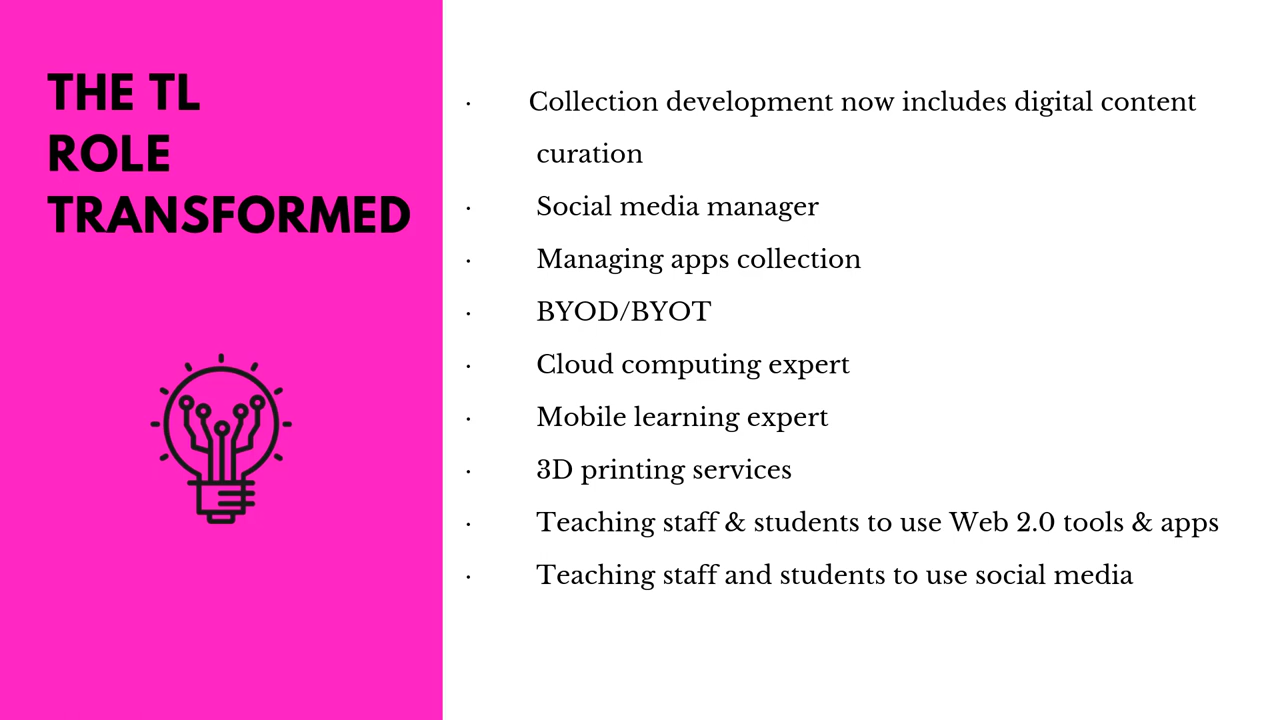 THE TL
ROLE
TRANSFORMED
· Collection development now includes digital content
curation
· Social media manager
· Managing apps collection
· BYOD/BYOT
· Cloud computing expert
· Mobile learning expert
· 3D printing services
· Teaching staff & students to use Web 2.0 tools & apps
· Teaching staff and students to use social media